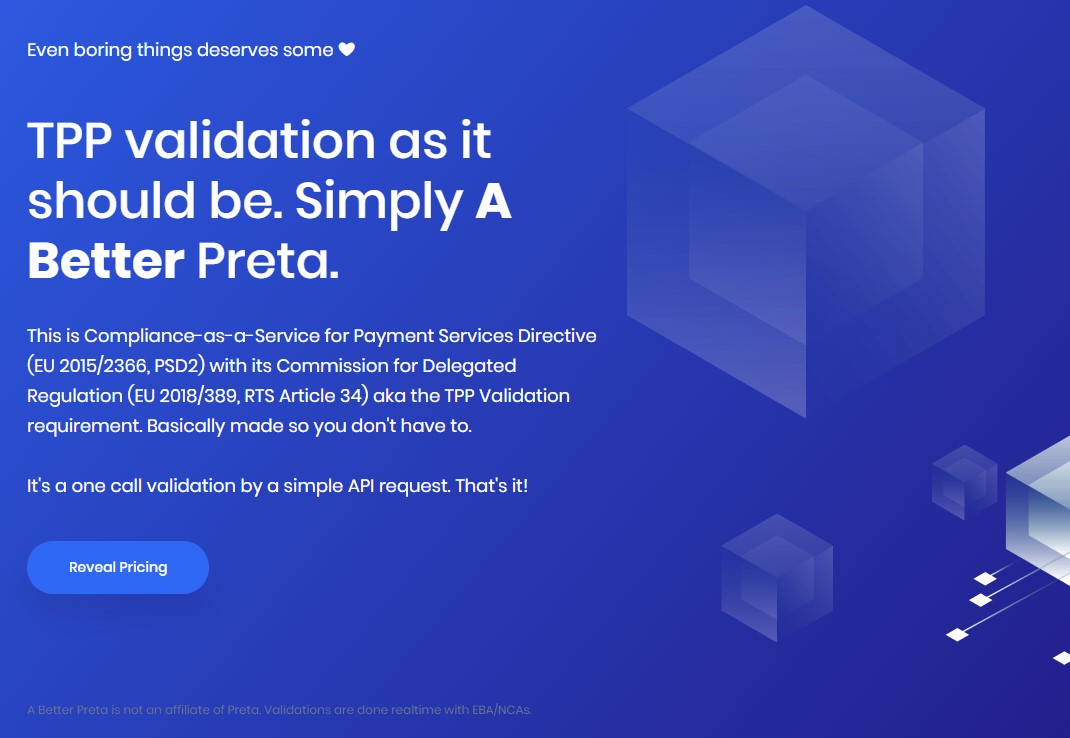 Even boring things deserves some ♥
TPP validation as it
should be. Simply A
Better Preta.
This is Compliance-as-a-Service for Payment Services Directive
(EU 2015/2366, PSD2) with its Commission for Delegated
Regulation (EU 2018/389, RTS Article 34) aka the TPP Validation
requirement. Basically made so you don't have to.
It's a one call validation by a simple API request. That's it!
Reveal Pricing
A Better Preta is not an affiliate of Preta. Validations are done realtime with EBA/NCAs.